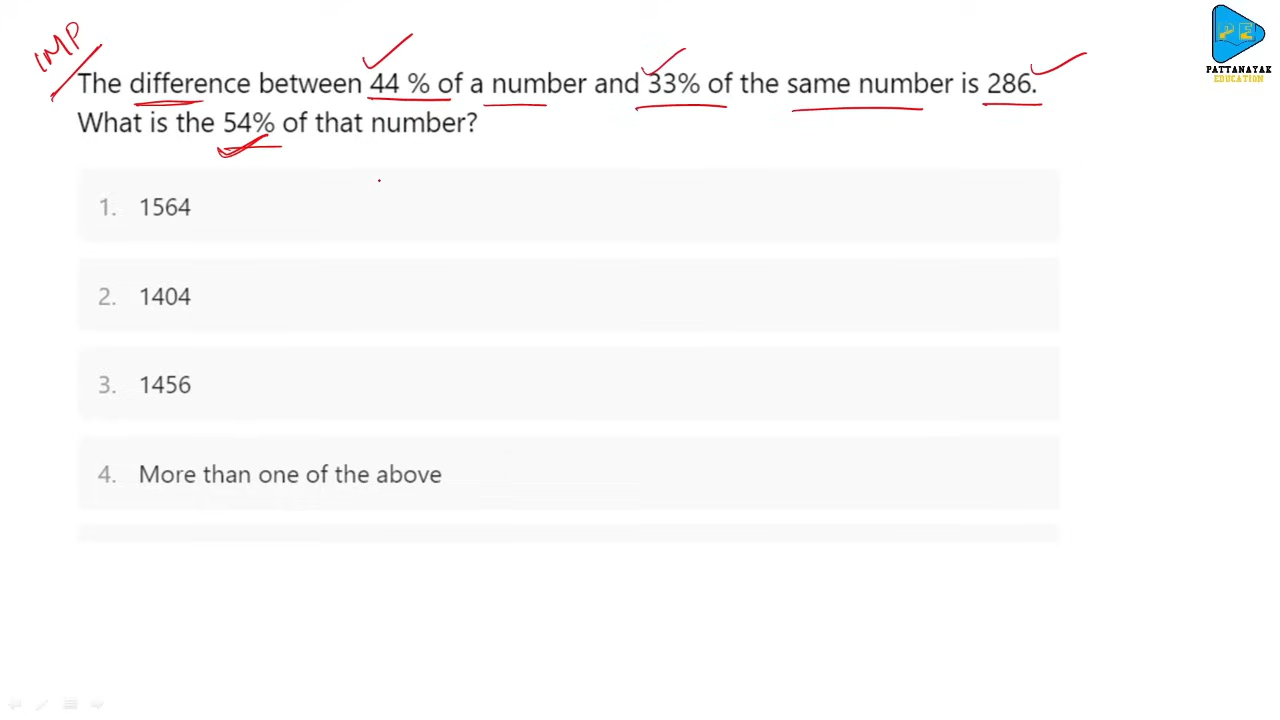 IMP
PE
PATTANAYAK
EDUCATION
The difference between 44 % of a number and 33% of the same number is 286.
What is the 54% of that number?
1. 1564
2. 1404
3. 1456
4. More than one of the above